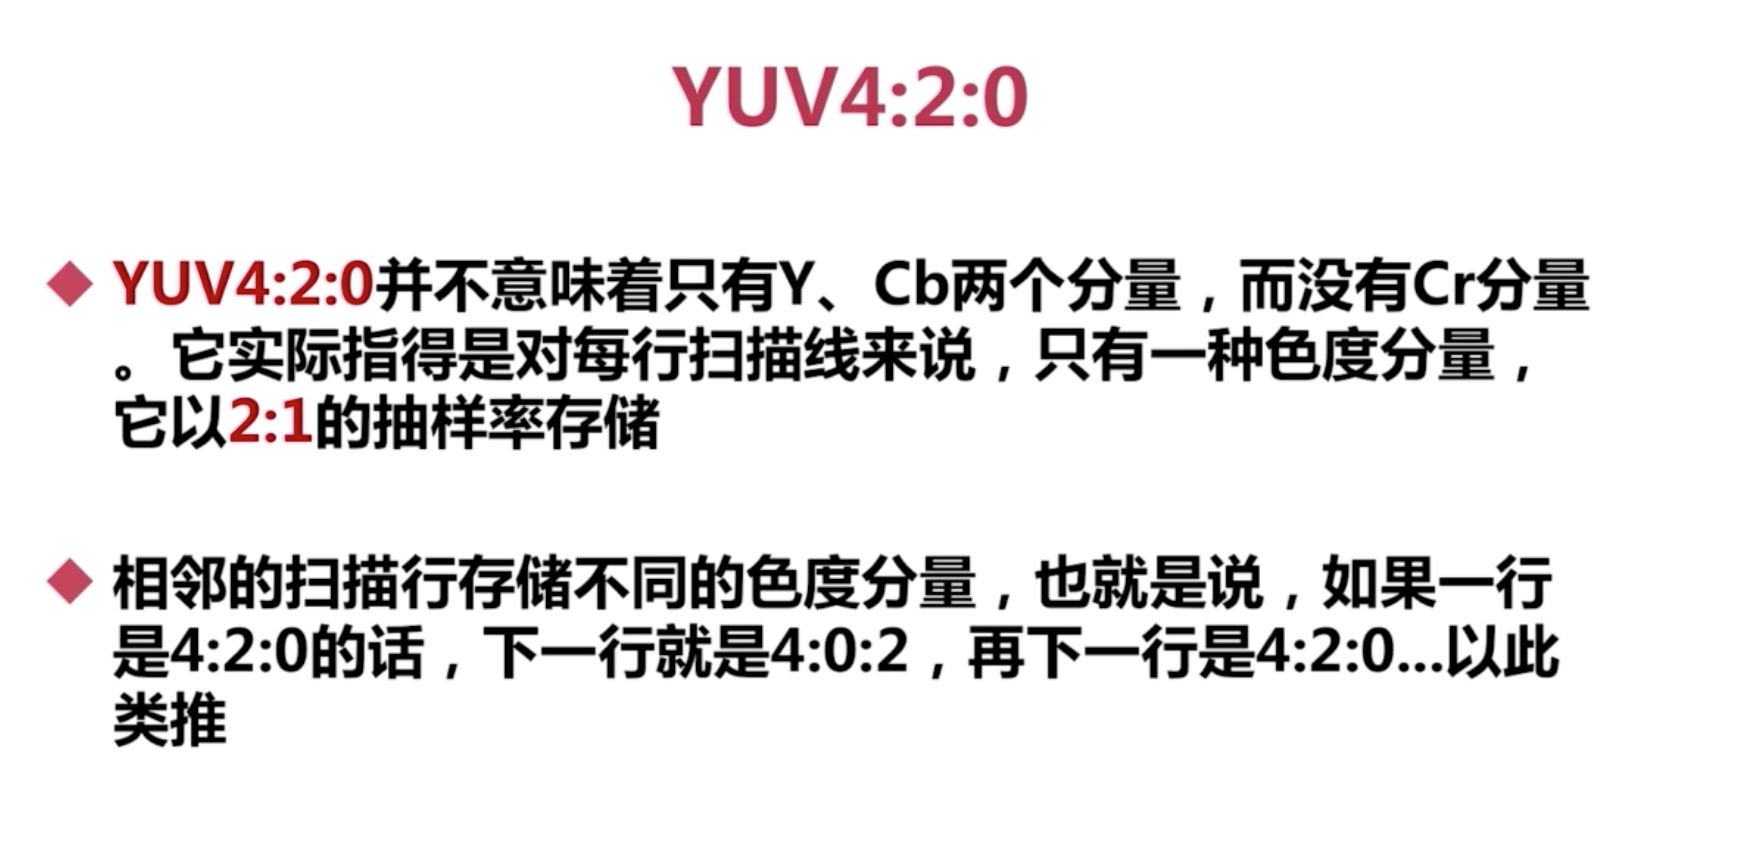 YUV4:2:0
YUV4:2:0并不意味着只有Y、Cb两个分量，而没有Cr分量
。它实际指得是对每行扫描线来说，只有一种色度分量，
它以2:1的抽样率存储
相邻的扫描行存储不同的色度分量，也就是说，如果一行
是4:2:0的话，下一行就是4:0:2，再下一行是4:2:0...以此
类推